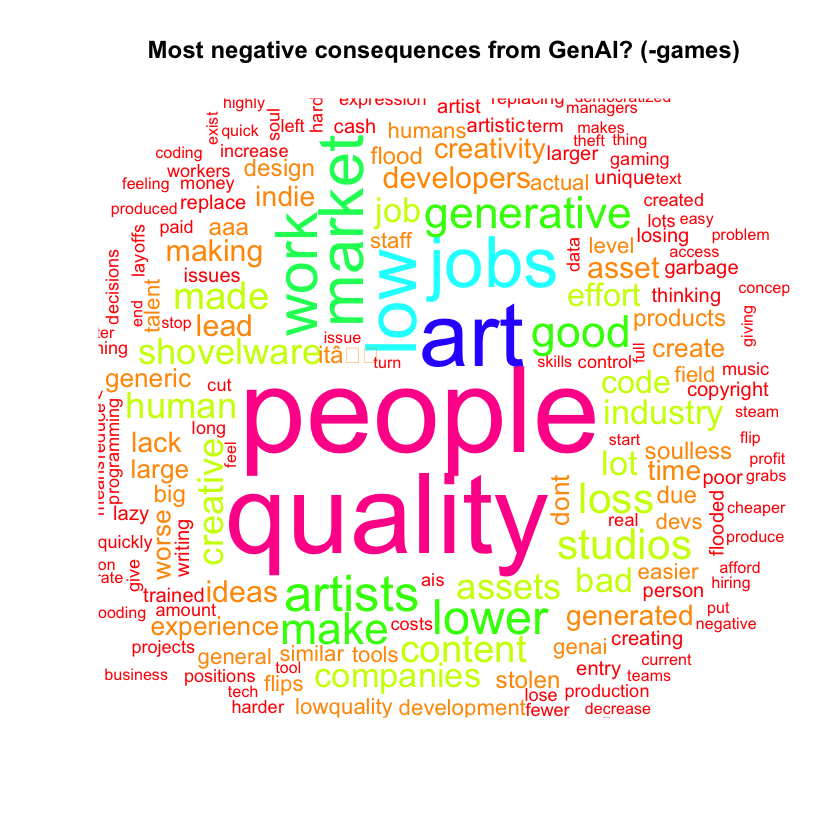 Most negative consequences from GenAI? (-games)
highly
expression
replacing
democratized
exist
quick
soul
left
hard
cash
artist
managers
coding
increase
humans
artistic
term
makes
theft
thing
workers
design
flood
creativity
larger
gaming
feeling
money
indie
market
developers
actual
unique
text
produced
replace
job
generative
created
paid
aaa
work
staff
low
jobs
data
level
losing
lots
easy
problem
decisions
layoffs
making
issues
asset
garbage
access
talent
made
effort
thinking
concep
end
stop
lead
issue
art
good
products
giving
shovelware
turn
skills
control
full
create
music
generic
cut
people
code
field
copyright
human
industry
steam
programming
long
start
flip
lack
creative
feel
lot
soulless
profit
large
quality
dont
time
poor
grabs
big
loss
due
cheaper
lazy
worse
real
devs
flooded
quickly
writing
studios
produce
give
ais
easier
afford
trained
ideas
artists
assets
bad
person
hiring
amount
lower
put
experience
make
costs
generated
negative
projects
general
similar
tools
content
genai
creating
business
positions
tool
flips
companies
stolen
entry
current
teams
tech
lose
production
harder
lowquality
development
fewer
decrease